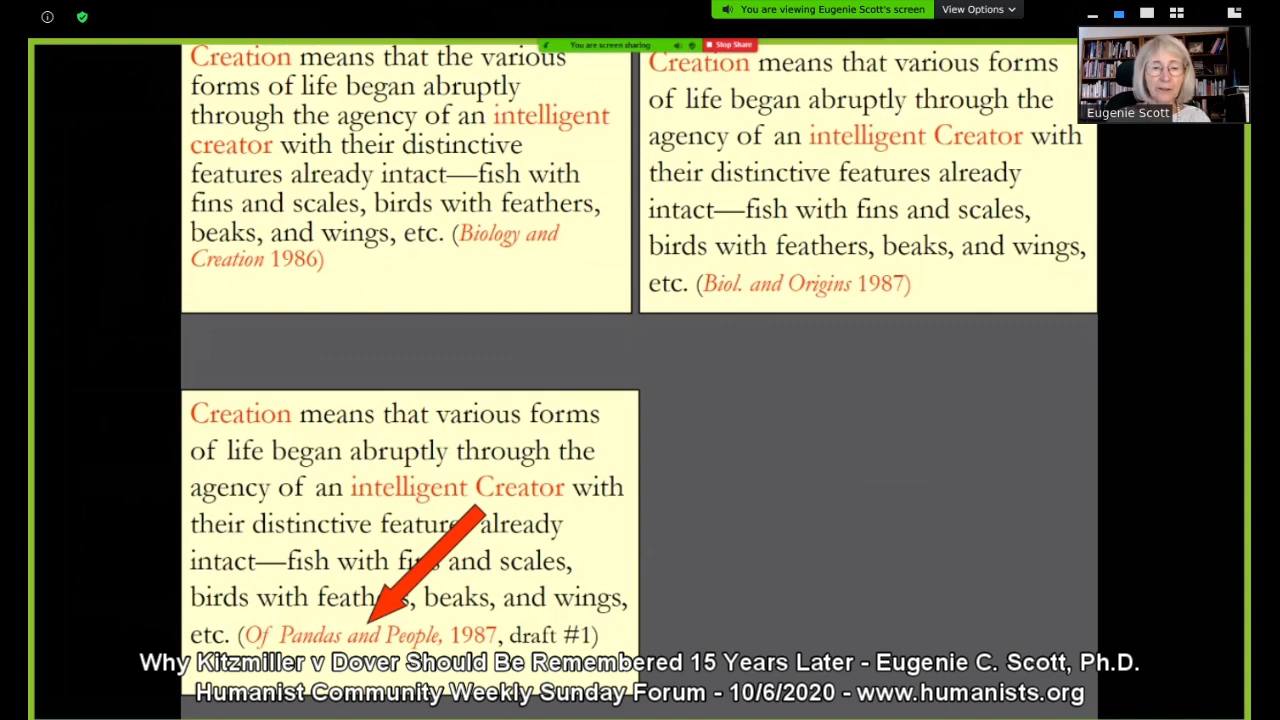 You are viewing Eugenie Scott's screen
View Options
You are screen sharing
Stop Share
Creation means that the various
forms of life began abruptly
through the agency of an intelligent
creator with their distinctive
features already intact—fish with
fins and scales, birds with feathers,
beaks, and wings, etc. (Biology and
Creation 1986)
Creation means that various forms
of life began abruptly through the
agency of an intelligent Creator with
their distinctive features already
intact—fish with fins and scales,
birds with feathers, beaks, and wings,
etc. (Biol. and Origins 1987)
Eugenie Scott
Creation means that various forms
of life began abruptly through the
agency of an intelligent Creator with
their distinctive features already
intact—fish with fins and scales,
birds with feathers, beaks, and wings,
etc. (Of Pandas and People, 1987, draft #1)
Why Kitzmiller v Dover Should Be Remembered 15 Years Later - Eugenie C. Scott, Ph.D.
Humanist Community Weekly Sunday Forum - 10/6/2020 - www.humanists.org